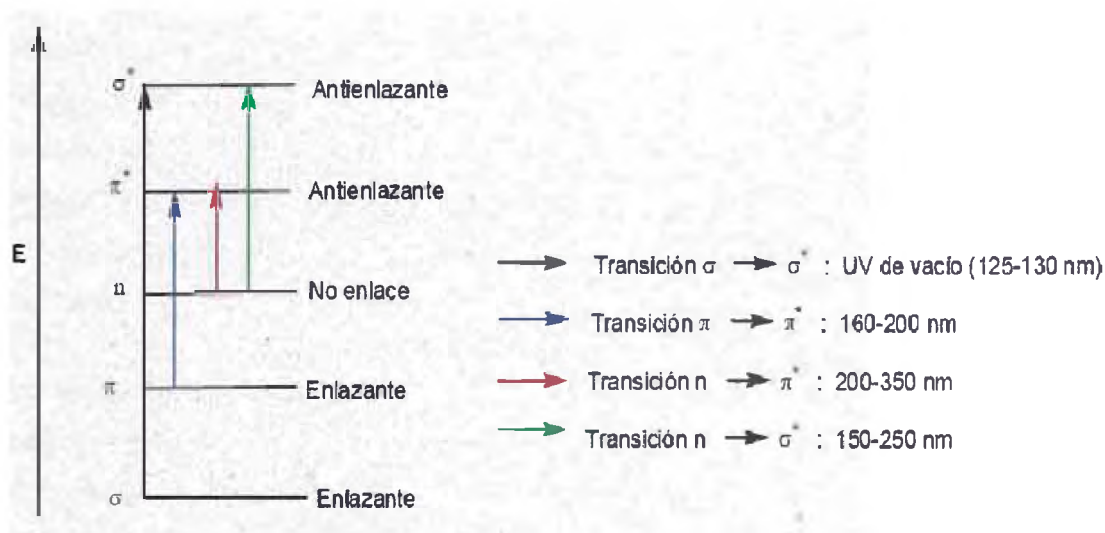 σ* Antienlazante
π* Antienlazante
E
n No enlace
π Enlazante
σ Enlazante
Transición σ → σ* : UV de vacío (125-130 nm)
Transición π → π* : 160-200 nm
Transición n → π* : 200-350 nm
Transición n → σ* : 150-250 nm